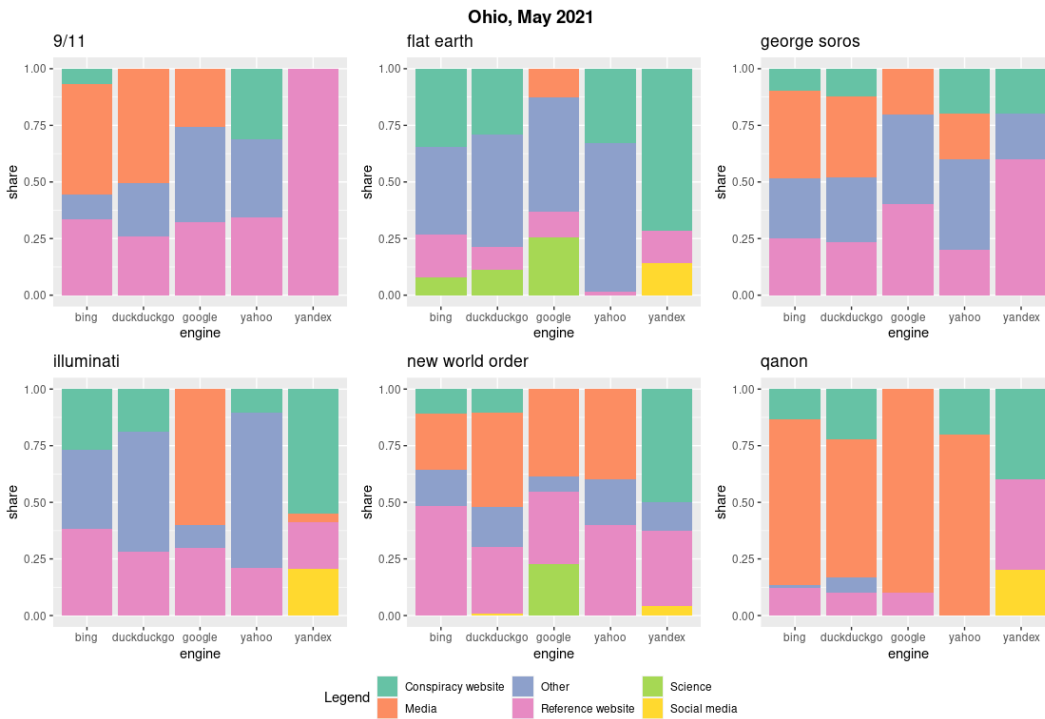 Ohio, May 2021
9/11
flat earth
george soros
1.00
0.75
0.50
0.25
0.00
share
bing duckduckgo google yahoo yandex
engine
1.00
0.75
0.50
0.25
0.00
share
bing duckduckgo google yahoo yandex
engine
1.00
0.75
0.50
0.25
0.00
share
bing duckduckgo google yahoo yandex
engine
illuminati
new world order
qanon
1.00
0.75
0.50
0.25
0.00
share
bing duckduckgo google yahoo yandex
engine
1.00
0.75
0.50
0.25
0.00
share
bing duckduckgo google yahoo yandex
engine
1.00
0.75
0.50
0.25
0.00
share
bing duckduckgo google yahoo yandex
engine
Legend
Conspiracy website
Media
Other
Reference website
Science
Social media